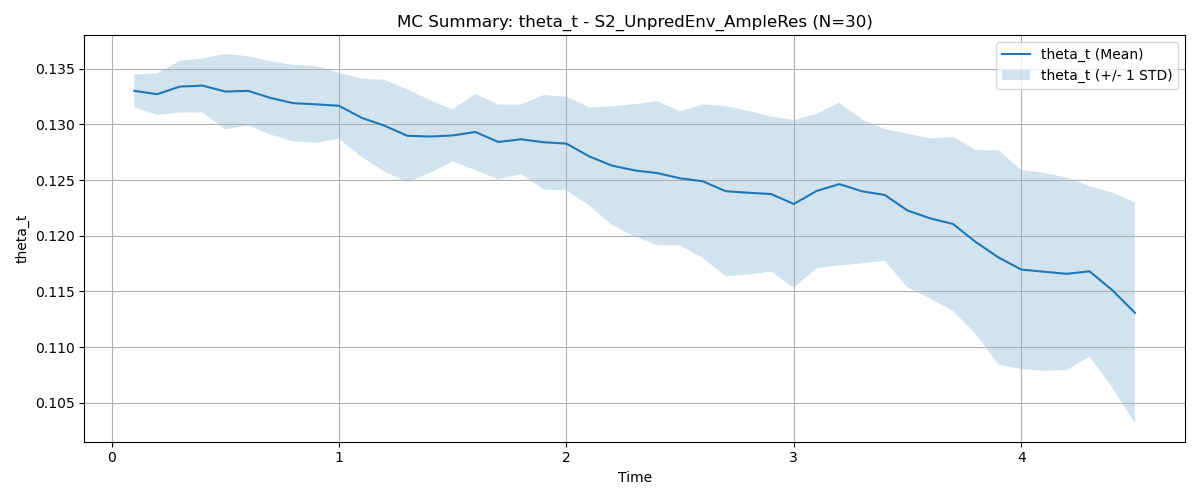 MC Summary: theta_t - S2_UnpredEnv_AmpleRes (N=30)
theta_t (Mean)
theta_t (+/- 1 STD)
theta_t
0.135
0.130
0.125
0.120
0.115
0.110
0.105
0 1 2 3 4
Time